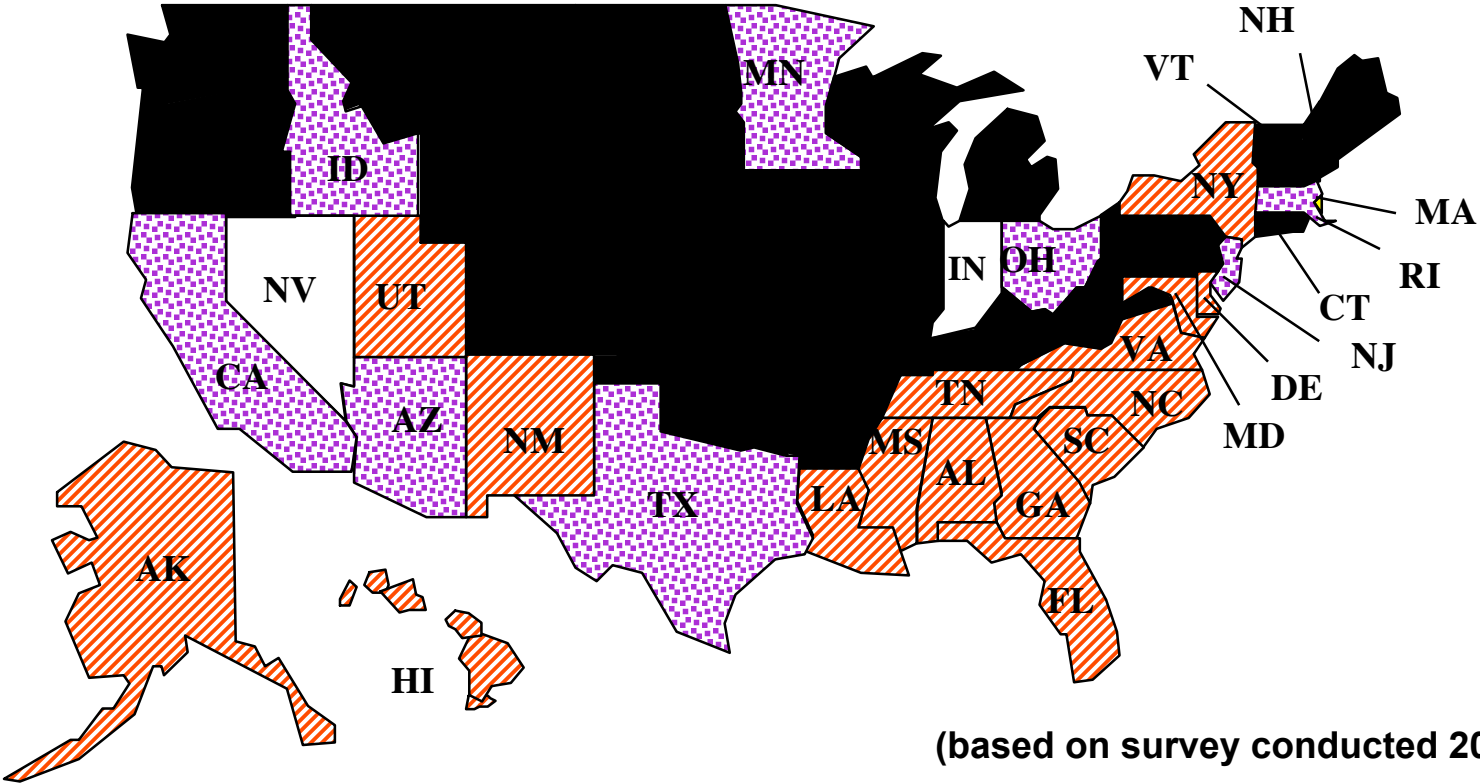 NH
VT
MN
ID
NY
MA
RI
IN
OH
NV
UT
CT
VA
NJ
CA
TN
DE
NC
AZ
MD
NM
MS
SC
AL
TX
LA
GA
AK
FL
HI
(based on survey conducted 20